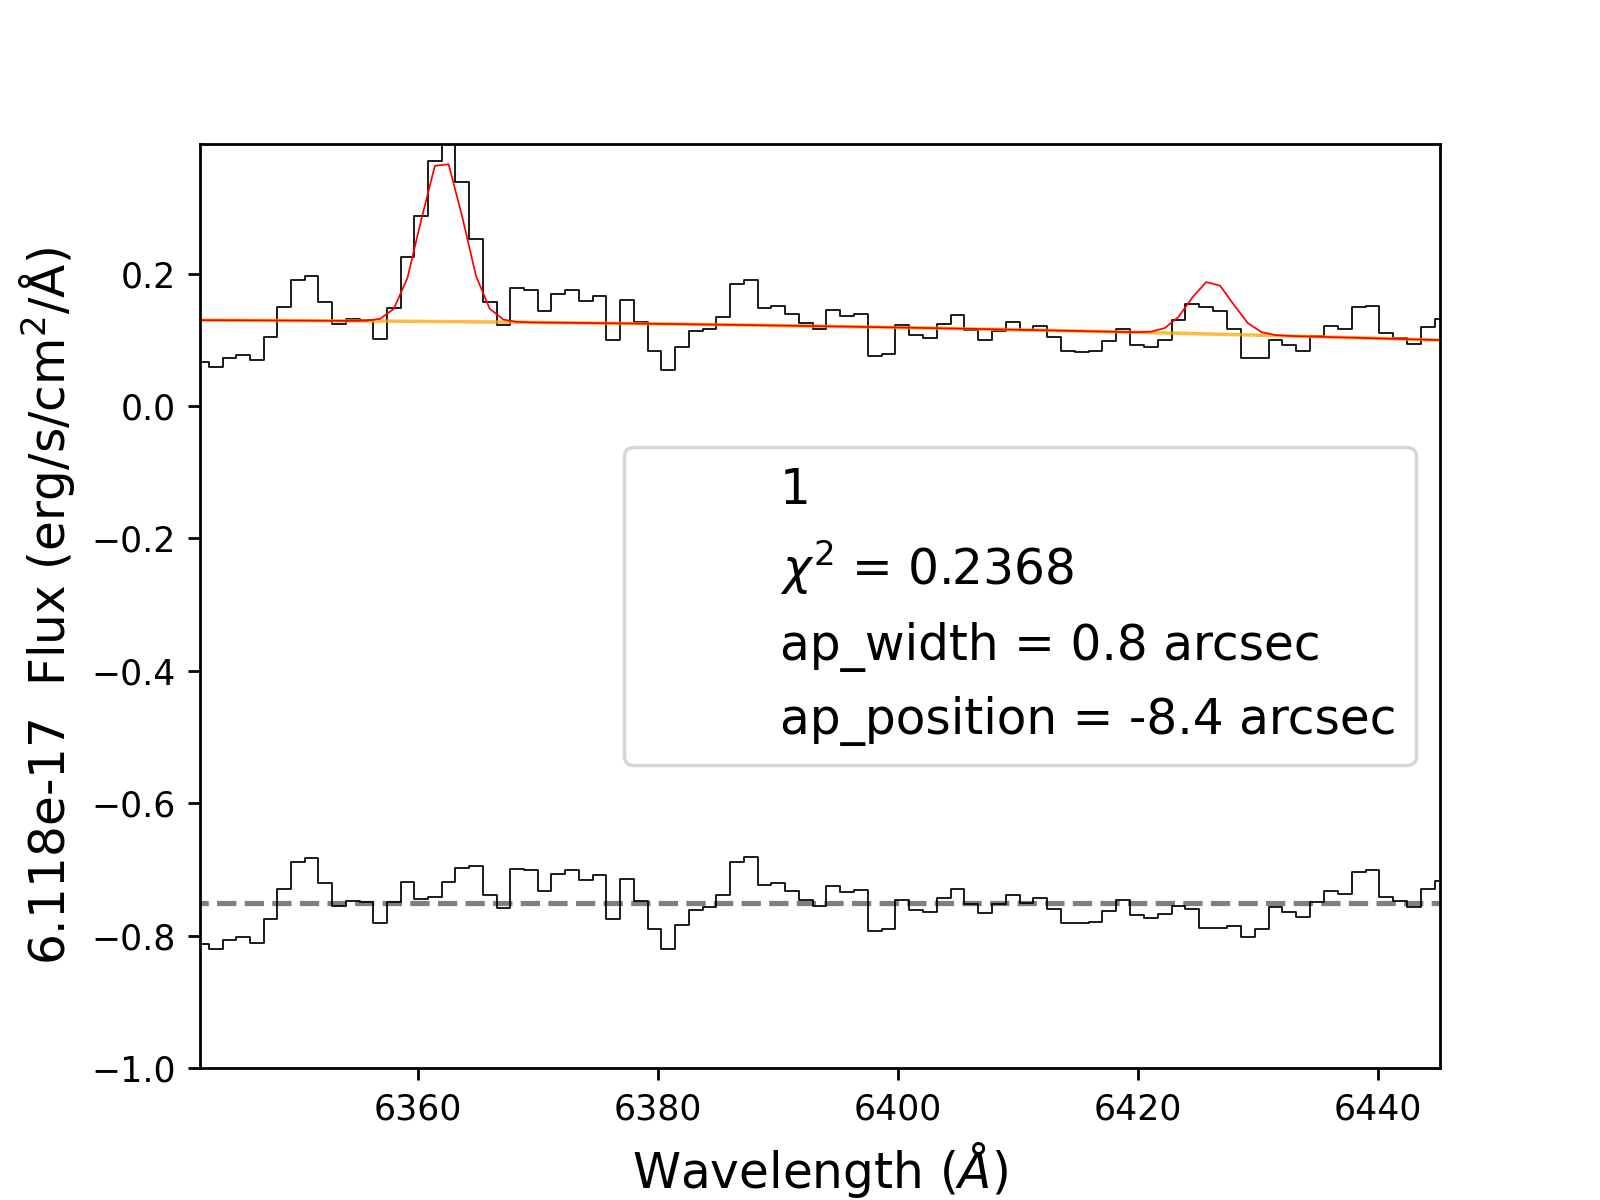 6.118e-17 Flux (erg/s/cm²/Å)
0.2
0.0
−0.2
−0.4
−0.6
−0.8
−1.0
1
χ² = 0.2368
ap_width = 0.8 arcsec
ap_position = -8.4 arcsec
6360 6380 6400 6420 6440
Wavelength (Å)